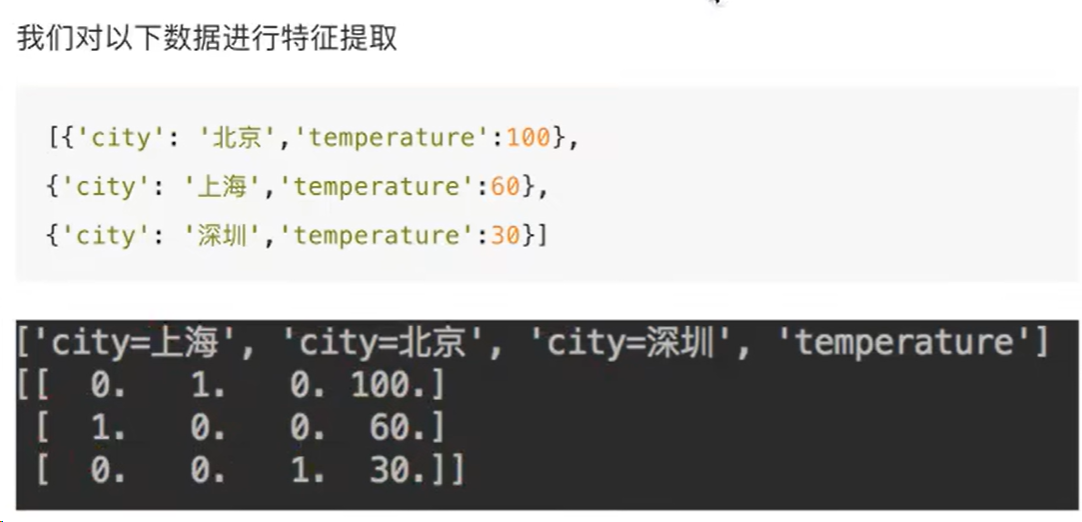 我们对以下数据进行特征提取
[{'city': '北京','temperature':100},
{'city': '上海','temperature':60},
{'city': '深圳','temperature':30}]
['city=上海', 'city=北京', 'city=深圳', 'temperature']
[[ 0. 1. 0. 100.]
[ 1. 0. 0. 60.]
[ 0. 0. 1. 30.]]